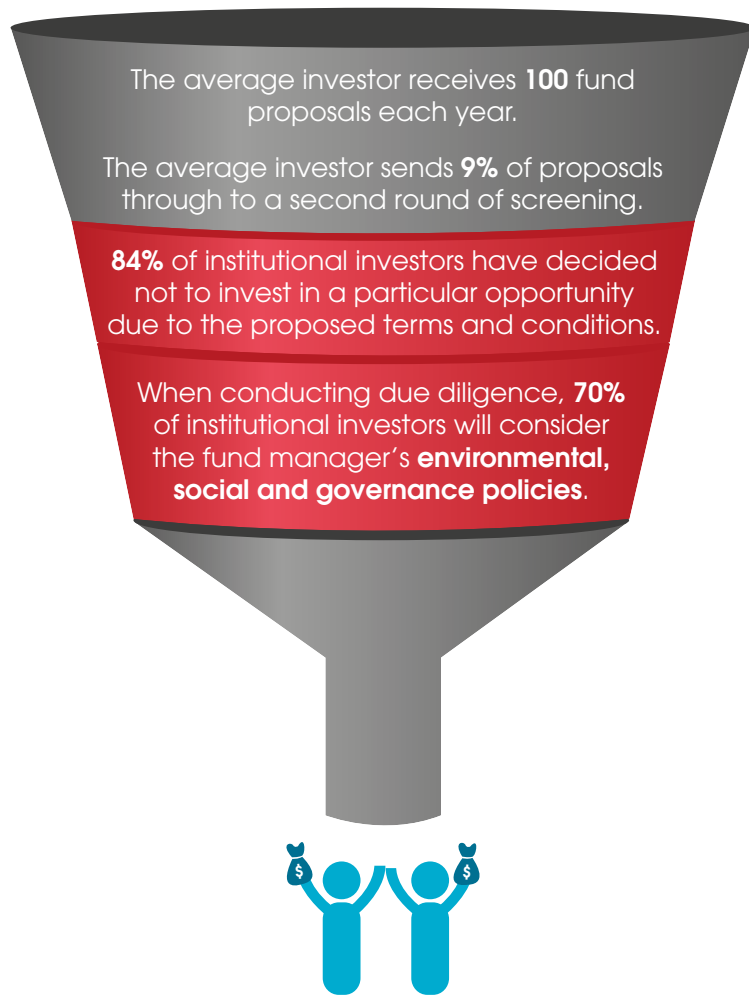 The average investor receives 100 fund
proposals each year.
The average investor sends 9% of proposals
through to a second round of screening.
84% of institutional investors have decided
not to invest in a particular opportunity
due to the proposed terms and conditions.
When conducting due diligence, 70%
of institutional investors will consider
the fund manager’s environmental,
social and governance policies.
$ $